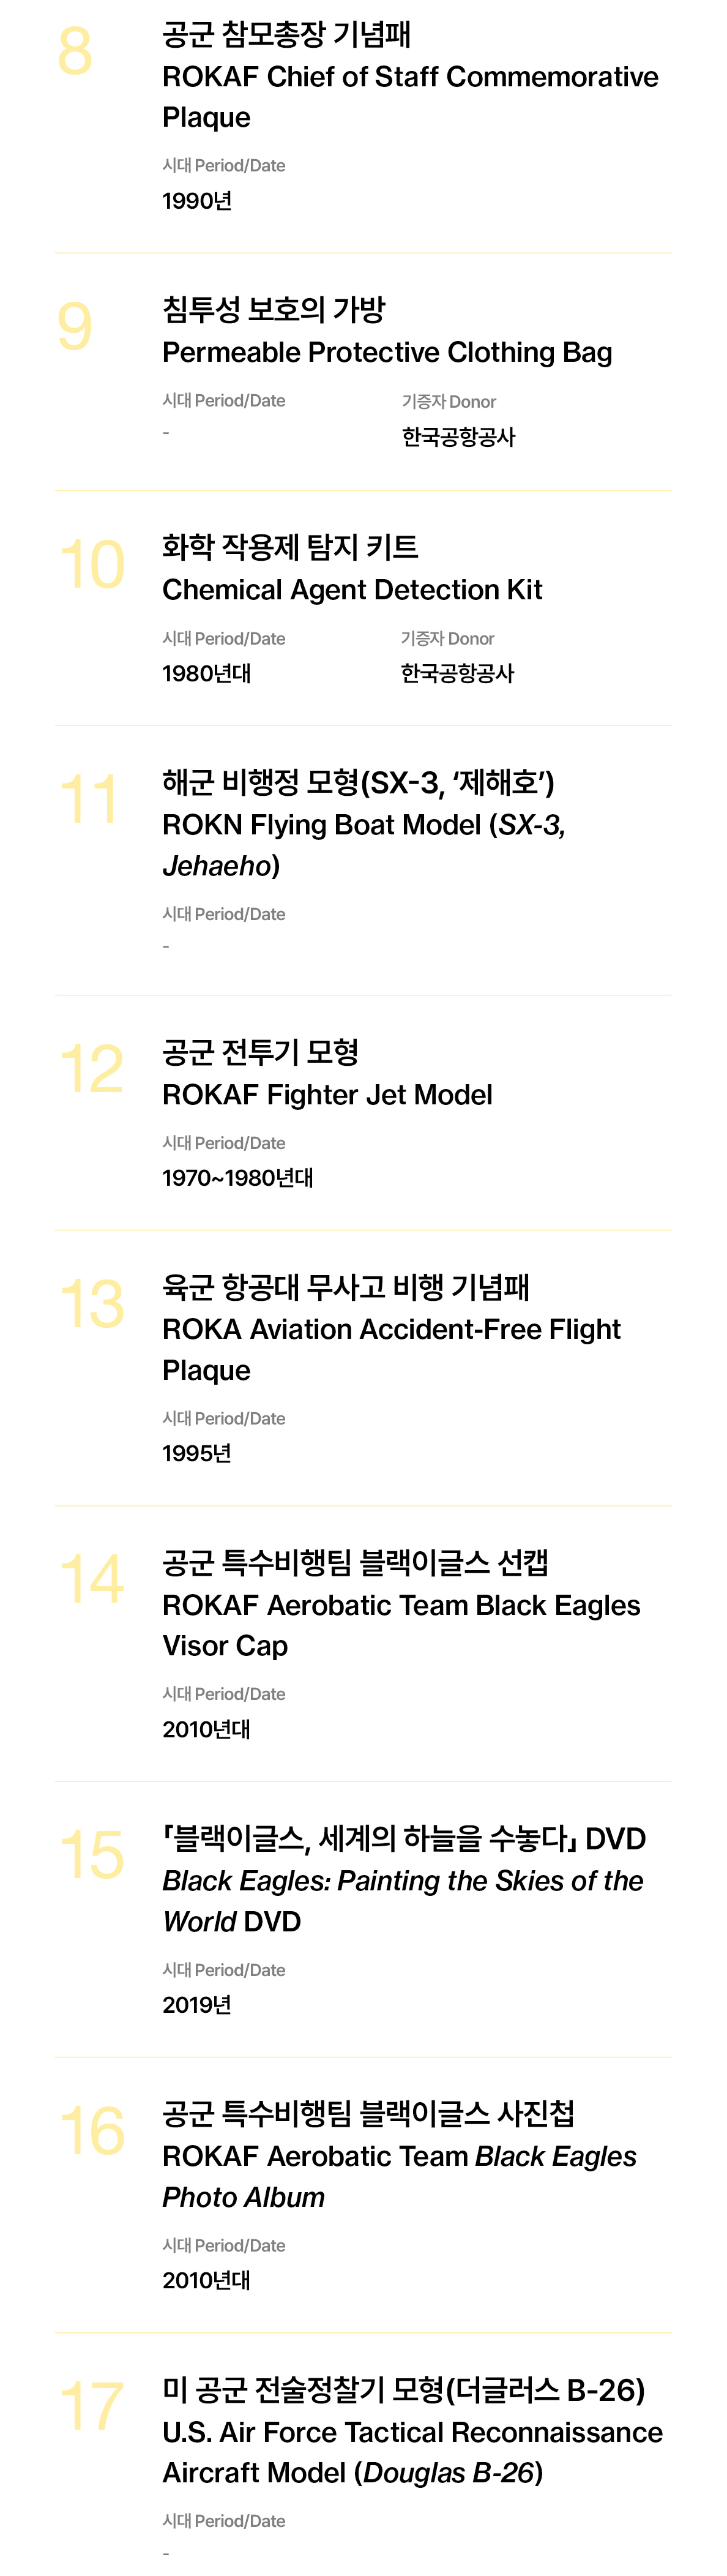 8
공군 참모총장 기념패
ROKAF Chief of Staff Commemorative
Plaque
시대 Period/Date
1990년
9
침투성 보호의 가방
Permeable Protective Clothing Bag
시대 Period/Date
기증자 Donor
-
한국공항공사
10
화학 작용제 탐지 키트
Chemical Agent Detection Kit
시대 Period/Date
기증자 Donor
1980년대
한국공항공사
11
해군 비행정 모형(SX-3, ‘제해호’)
ROKN Flying Boat Model (SX-3,
Jehaeho)
시대 Period/Date
-
12
공군 전투기 모형
ROKAF Fighter Jet Model
시대 Period/Date
1970~1980년대
13
육군 항공대 무사고 비행 기념패
ROKA Aviation Accident-Free Flight
Plaque
시대 Period/Date
1995년
14
공군 특수비행팀 블랙이글스 선캡
ROKAF Aerobatic Team Black Eagles
Visor Cap
시대 Period/Date
2010년대
15
「블랙이글스, 세계의 하늘을 수놓다」 DVD
Black Eagles: Painting the Skies of the
World DVD
시대 Period/Date
2019년
16
공군 특수비행팀 블랙이글스 사진첩
ROKAF Aerobatic Team Black Eagles
Photo Album
시대 Period/Date
2010년대
17
미 공군 전술정찰기 모형(더글러스 B-26)
U.S. Air Force Tactical Reconnaissance
Aircraft Model (Douglas B-26)
시대 Period/Date
-